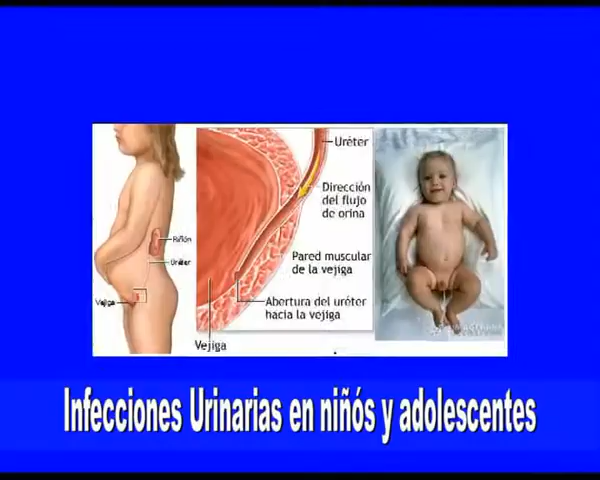 Riñón
Uréter
Vejiga
Uréter
Dirección
del flujo
de orina
Pared muscular
de la vejiga
Abertura del uréter
hacia la vejiga
Vejiga
Infecciones Urinarias en niñós y adolescentes